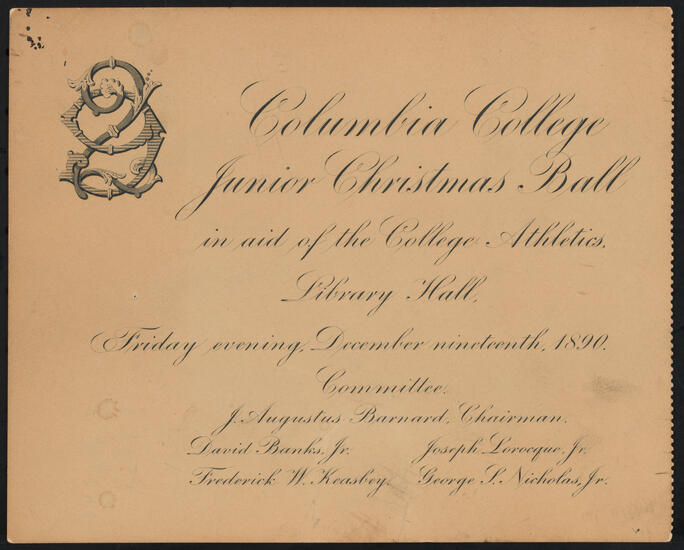 Columbia College
Junior Christmas Ball
in aid of the College Athletics.
Library Hall,
Friday evening, December nineteenth, 1890.
Committee.
J. Augustus Barnard, Chairman.
David Banks, Jr. Joseph Lorocque, Jr.
Frederick W. Keasbey. George S. Nicholas, Jr.